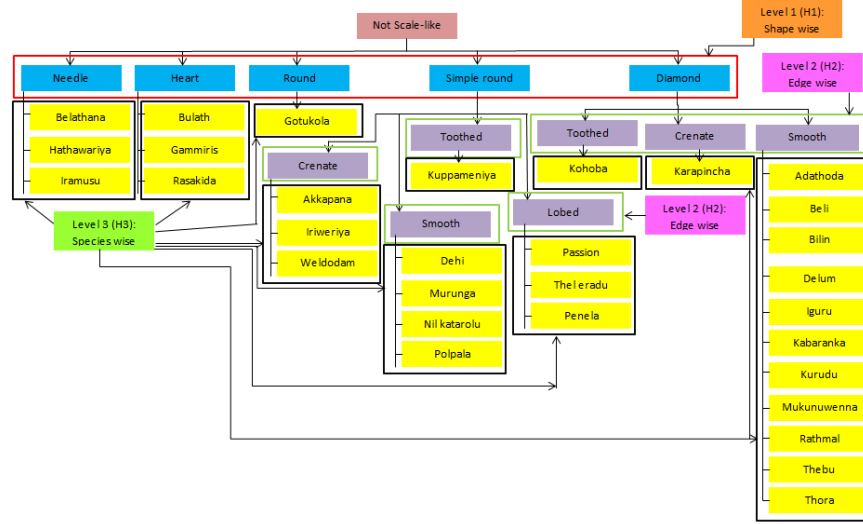 Not Scale-like
Level 1 (H1):
Shape wise
Needle
Heart
Round
Simple round
Diamond
Level 2 (H2):
Edge wise
Belathana
Hathawariya
Iramusu
Bulath
Gammiris
Rasakida
Gotukola
Crenate
Akkapana
Iriweriya
Weldodam
Toothed
Kuppameniya
Smooth
Dehi
Murunga
Nil katarolu
Polpala
Lobed
Passion
Thel eradu
Penela
Toothed
Kohoba
Crenate
Karapincha
Smooth
Adathoda
Beli
Bilin
Delum
Iguru
Kabaranka
Kurudu
Mukunuwenna
Rathmal
Thebu
Thora
Level 2 (H2):
Edge wise
Level 3 (H3):
Species wise